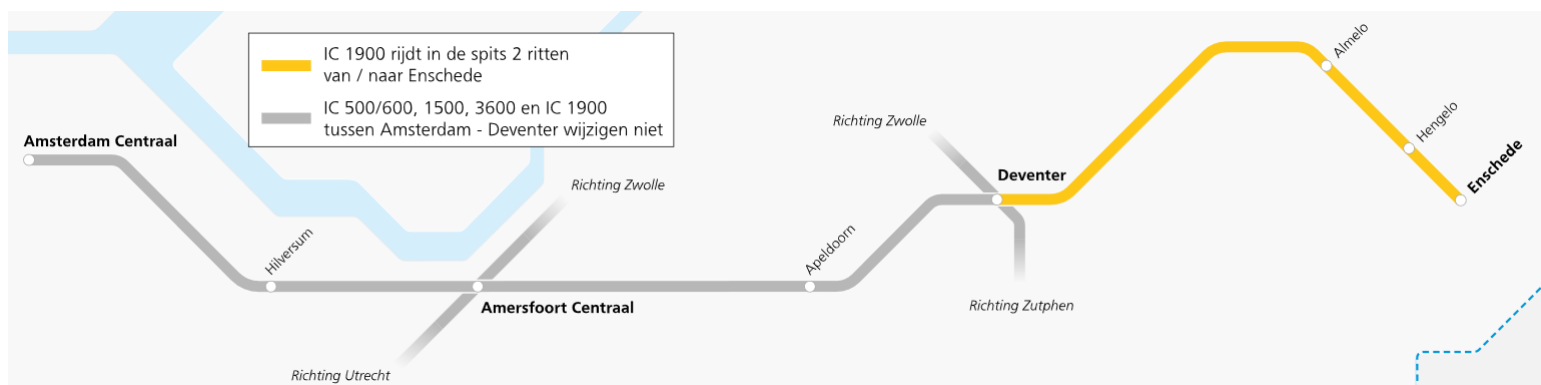 IC 1900 rijdt in de spits 2 ritten
van / naar Enschede
IC 500/600, 1500, 3600 en IC 1900
tussen Amsterdam - Deventer wijzigen niet
Amsterdam Centraal
Hilversum
Richting Zwolle
Amersfoort Centraal
Richting Utrecht
Apeldoorn
Richting Zwolle
Deventer
Richting Zutphen
Almelo
Hengelo
Enschede